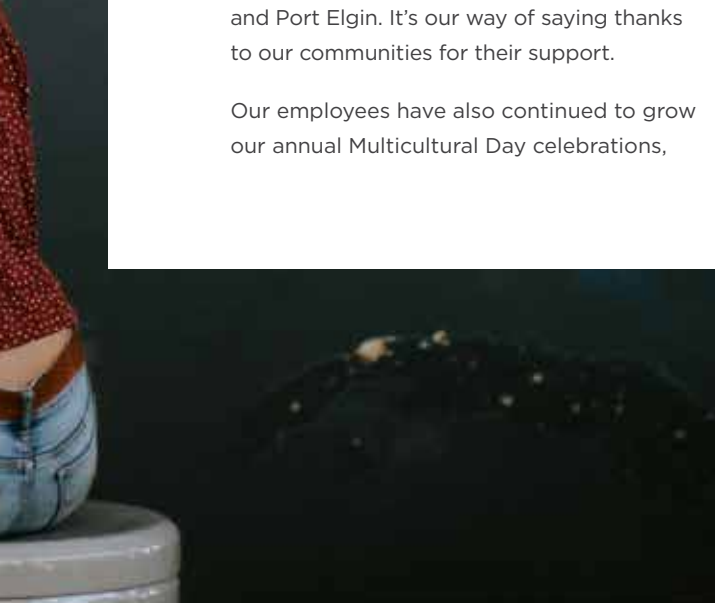 and Port Elgin. It’s our way of saying thanks
to our communities for their support.
Our employees have also continued to grow
our annual Multicultural Day celebrations,